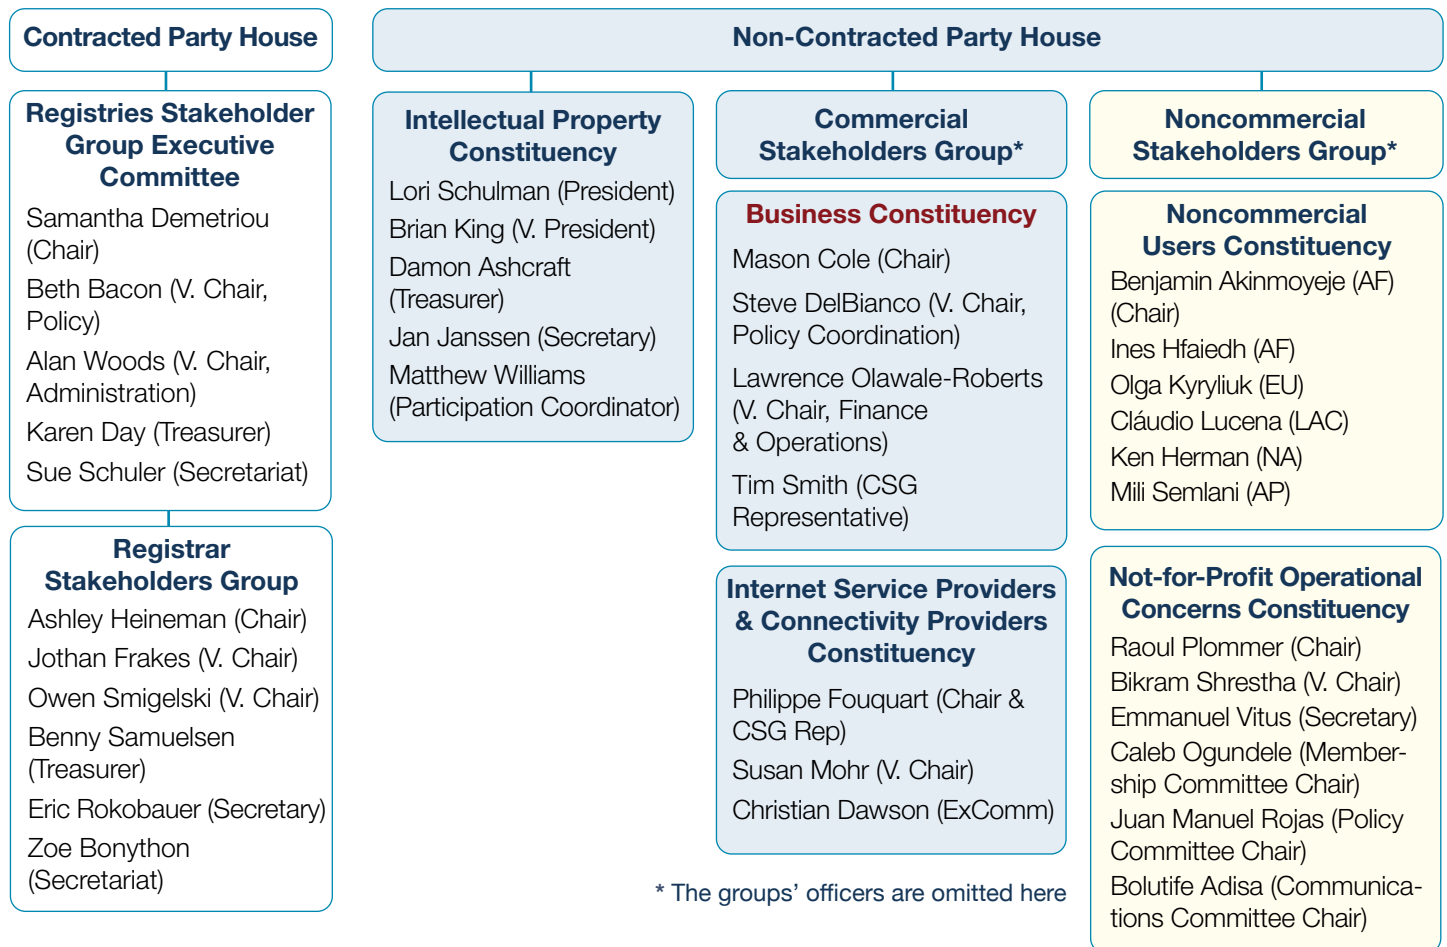 Contracted Party House
Non-Contracted Party House
Registries Stakeholder
Group Executive
Committee
Samantha Demetriou
(Chair)
Beth Bacon (V. Chair,
Policy)
Alan Woods (V. Chair,
Administration)
Karen Day (Treasurer)
Sue Schuler (Secretariat)
Registrar
Stakeholders Group
Ashley Heineman (Chair)
Jothan Frakes (V. Chair)
Owen Smigelski (V. Chair)
Benny Samuelsen
(Treasurer)
Eric Rokobauer (Secretary)
Zoe Bonython
(Secretariat)
Intellectual Property
Constituency
Lori Schulman (President)
Brian King (V. President)
Damon Ashcraft
(Treasurer)
Jan Janssen (Secretary)
Matthew Williams
(Participation Coordinator)
Commercial
Stakeholders Group*
Business Constituency
Mason Cole (Chair)
Steve DelBianco (V. Chair,
Policy Coordination)
Lawrence Olawale-Roberts
(V. Chair, Finance
& Operations)
Tim Smith (CSG
Representative)
Internet Service Providers
& Connectivity Providers
Constituency
Philippe Fouquart (Chair &
CSG Rep)
Susan Mohr (V. Chair)
Christian Dawson (ExComm)
Noncommercial
Stakeholders Group*
Noncommercial
Users Constituency
Benjamin Akinmoyeje (AF)
(Chair)
Ines Hfaiedh (AF)
Olga Kyryliuk (EU)
Cláudio Lucena (LAC)
Ken Herman (NA)
Mili Semlani (AP)
Not-for-Profit Operational
Concerns Constituency
Raoul Plommer (Chair)
Bikram Shrestha (V. Chair)
Emmanuel Vitus (Secretary)
Caleb Ogundele (Member-
ship Committee Chair)
Juan Manuel Rojas (Policy
Committee Chair)
Bolutife Adisa (Communica-
tions Committee Chair)
* The groups’ officers are omitted here